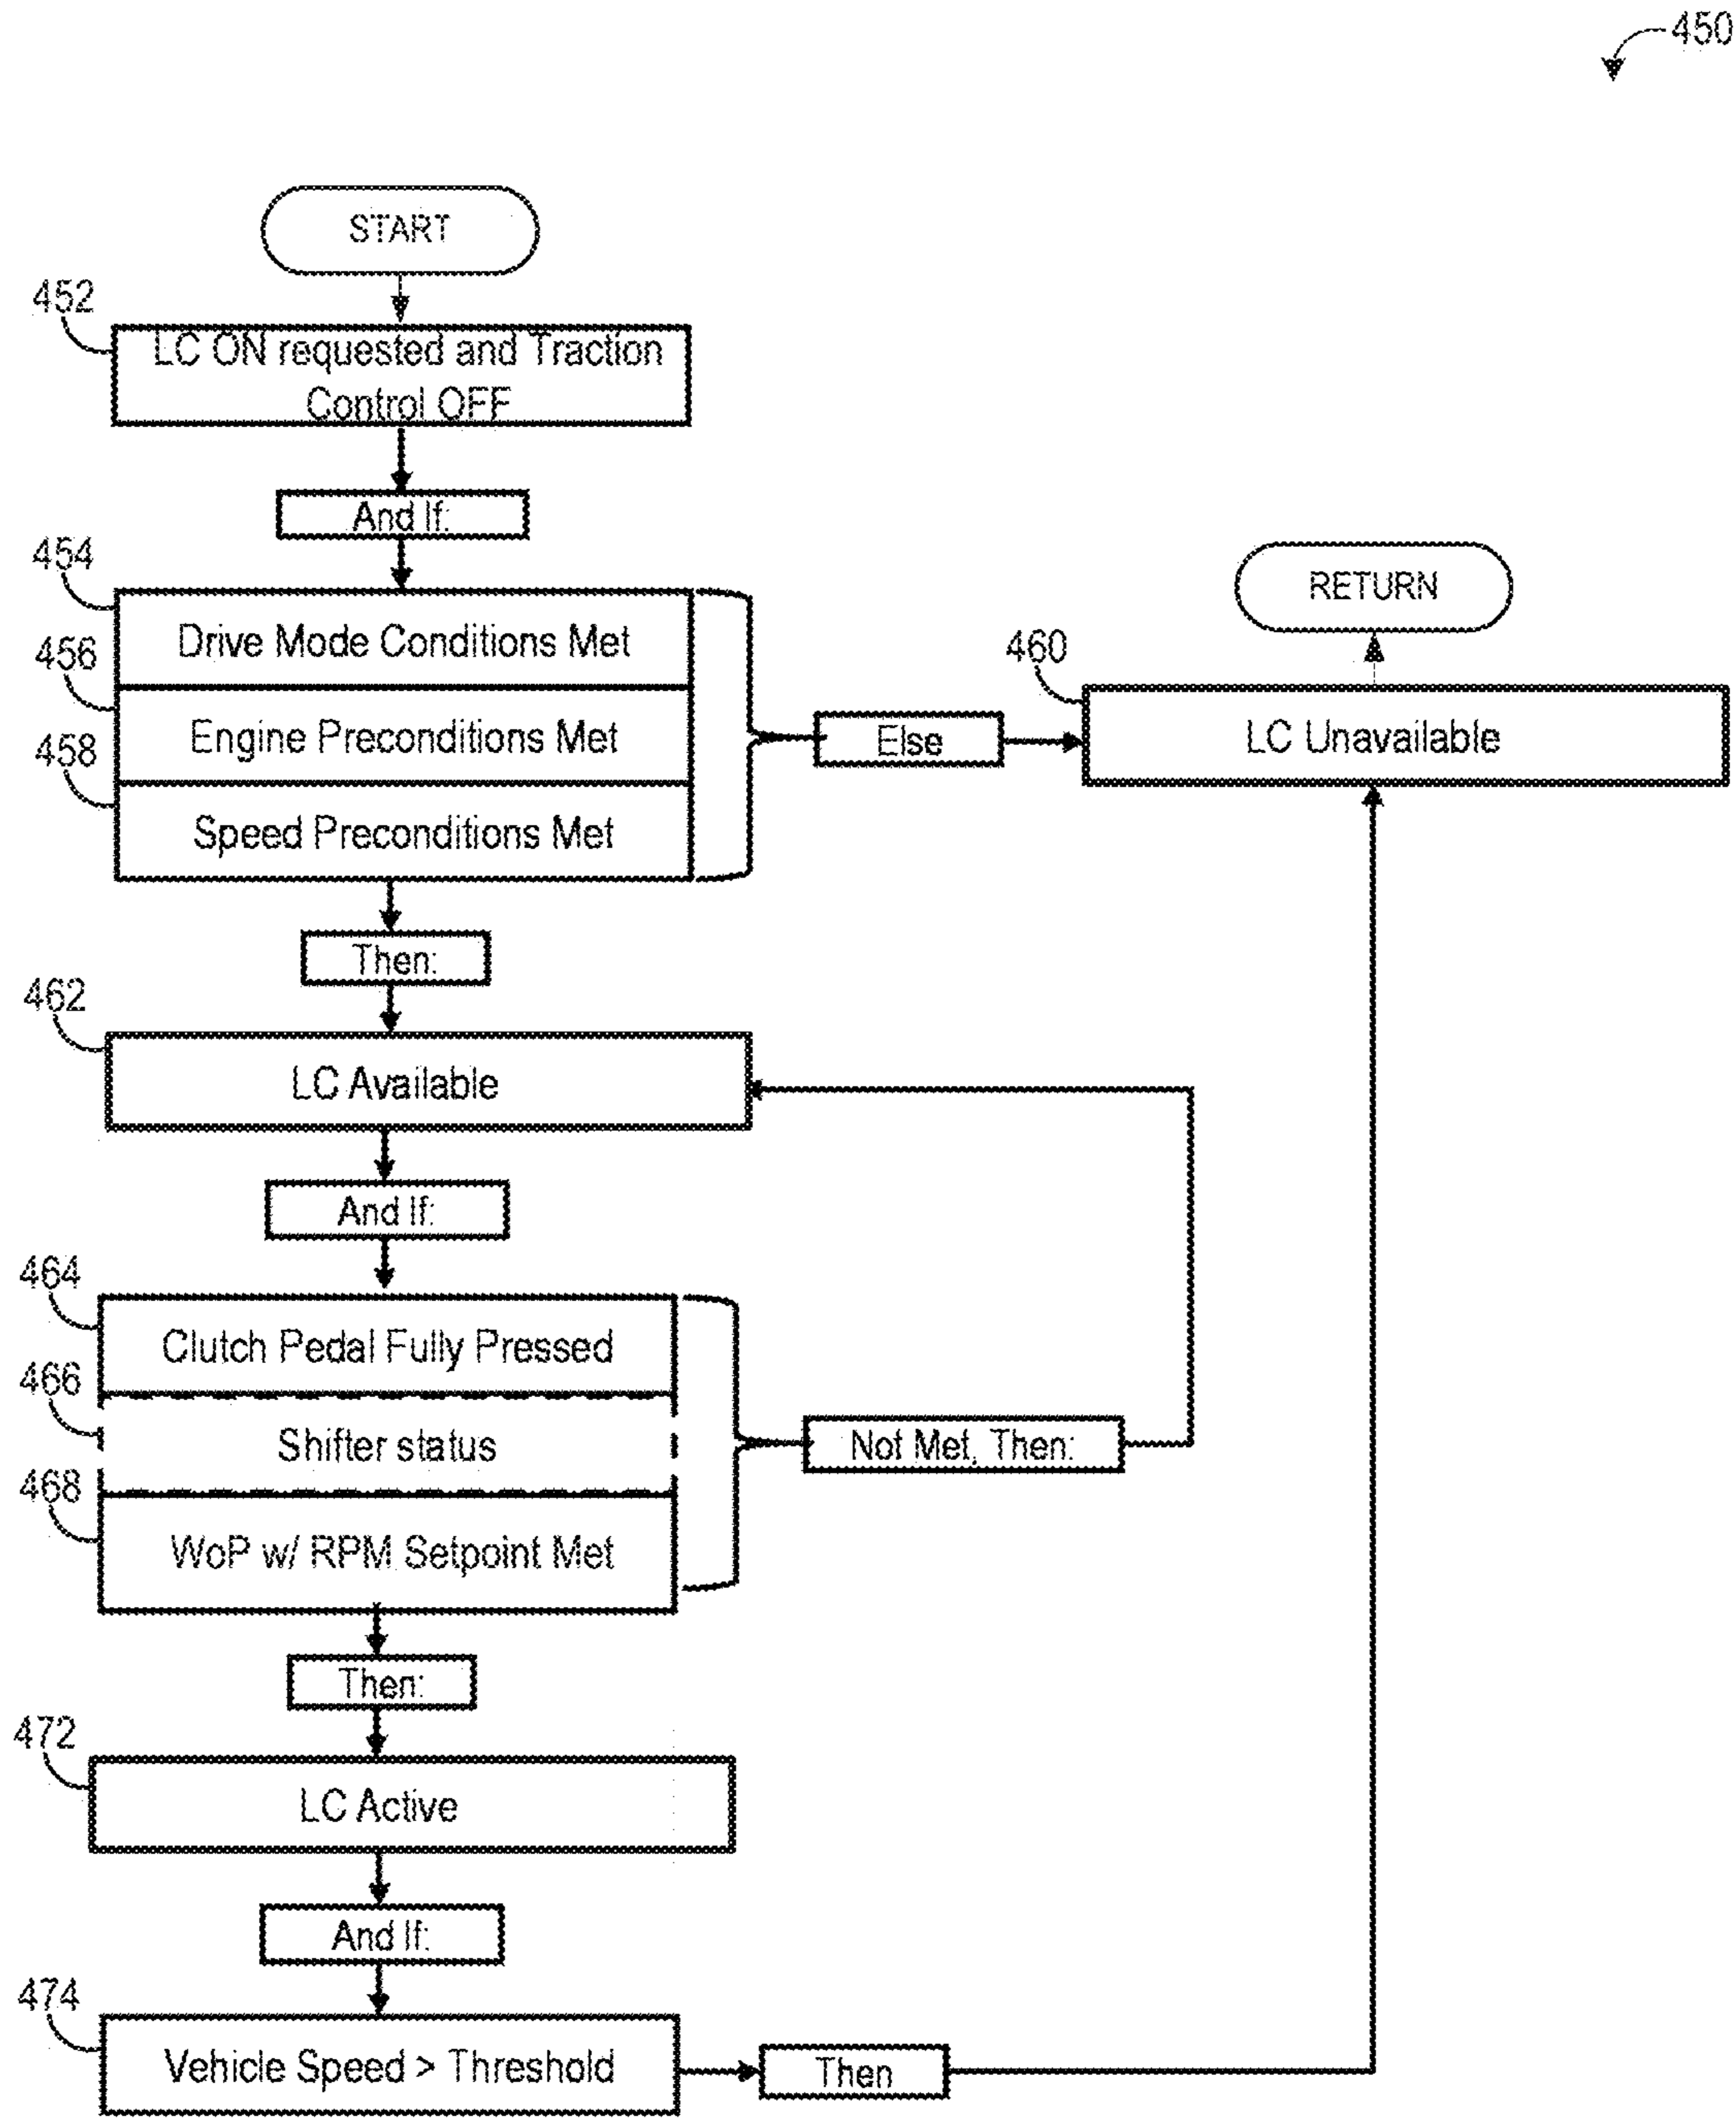 450
START
452
LC ON requested and Traction
Control OFF
And If:
454
Drive Mode Conditions Met
RETURN
456
Engine Preconditions Met
Else
460
LC Unavailable
458
Speed Preconditions Met
Then:
462
LC Available
And If:
464
Clutch Pedal Fully Pressed
466
Shifter status
Not Met, Then:
468
WoP w/ RPM Setpoint Met
Then:
472
LC Active
And If:
474
Vehicle Speed > Threshold
Then